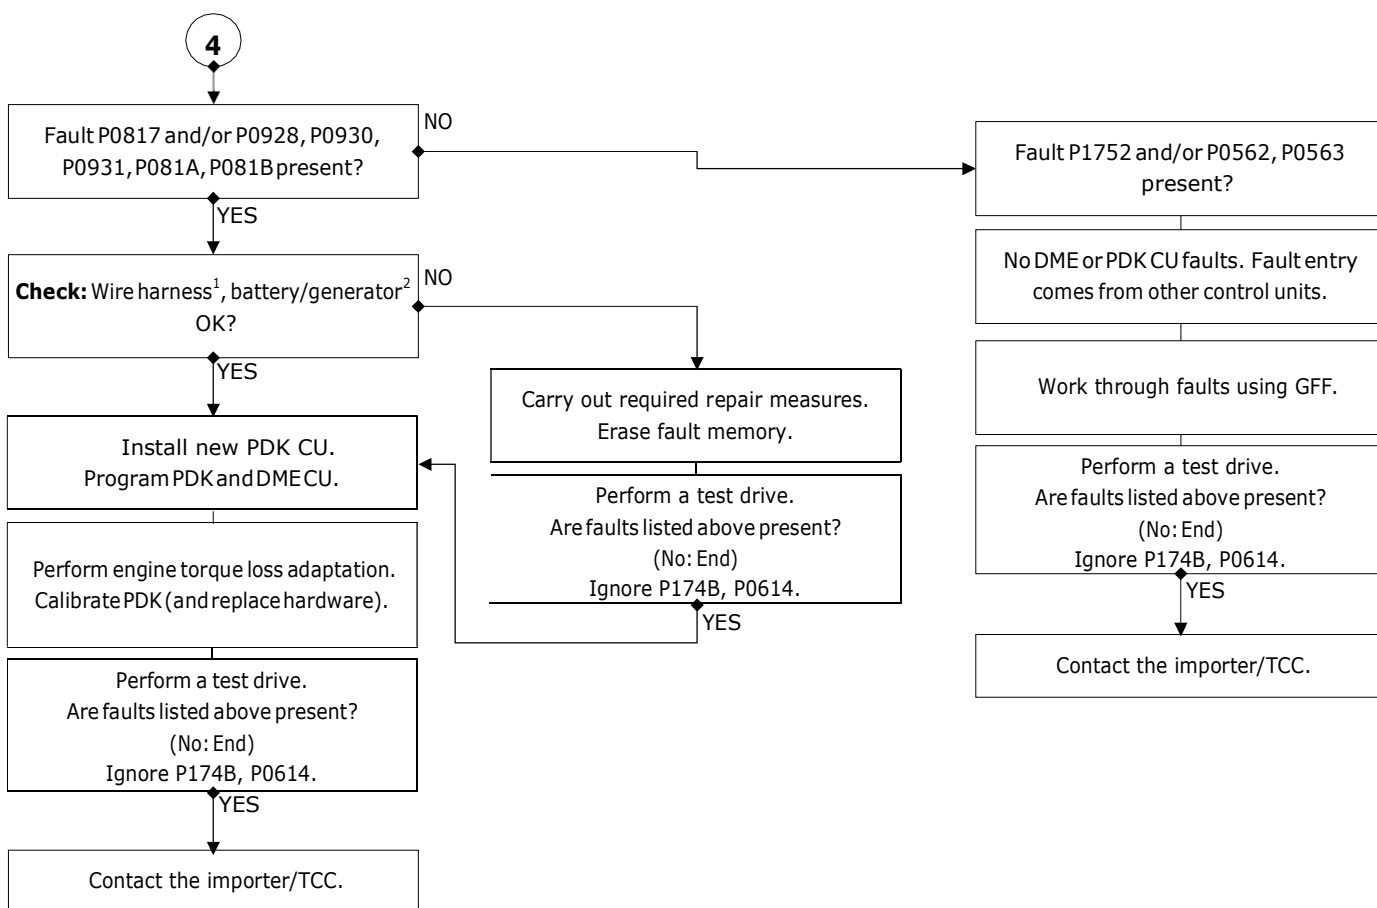 4
Fault P0817 and/or P0928, P0930,
P0931, P081A, P081B present?
NO
YES
Check: Wire harness1, battery/generator2
OK?
NO
YES
Install new PDK CU.
Program PDK and DME CU.
Perform engine torque loss adaptation.
Calibrate PDK (and replace hardware).
Perform a test drive.
Are faults listed above present?
(No: End)
Ignore P174B, P0614.
YES
Contact the importer/TCC.
Carry out required repair measures.
Erase fault memory.
Perform a test drive.
Are faults listed above present?
(No: End)
Ignore P174B, P0614.
YES
Fault P1752 and/or P0562, P0563
present?
No DME or PDK CU faults. Fault entry
comes from other control units.
Work through faults using GFF.
Perform a test drive.
Are faults listed above present?
(No: End)
Ignore P174B, P0614.
YES
Contact the importer/TCC.